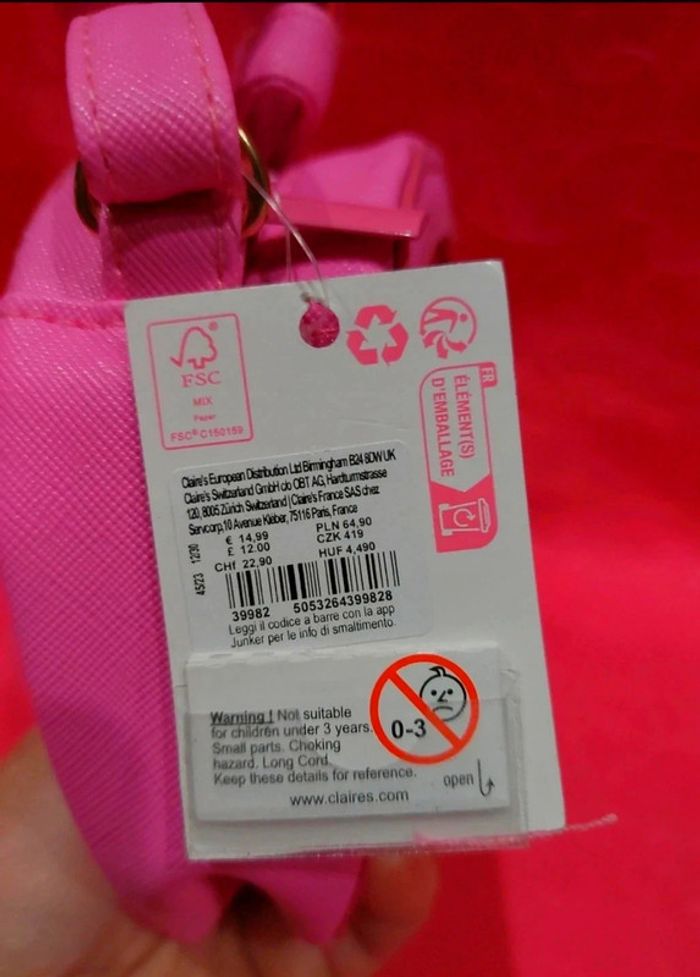 FSC
MIX
Paper
FSC® C150159
FR
ÉLÉMENT(S)
D'EMBALLAGE
Claire's European Distribution Ltd Birmingham B24 8DW UK
Claire's Switzerland GmbH c/o OBT AG, Hardturmstrasse
120, 8005 Zürich Switzerland | Claire's France SAS chez
Servcorp,10 Avenue Kléber, 75116 Paris, France
€ 14,99 PLN 64,90
£ 12.00 CZK 419
CHf 22,90 HUF 4,490
45/23 12/30
39982 5053264399828
Leggi il codice a barre con la app
Junker per le info di smaltimento.
Warning ! Not suitable
for children under 3 years.
Small parts. Choking
hazard. Long Cord.
Keep these details for reference.
www.claires.com
0-3
open